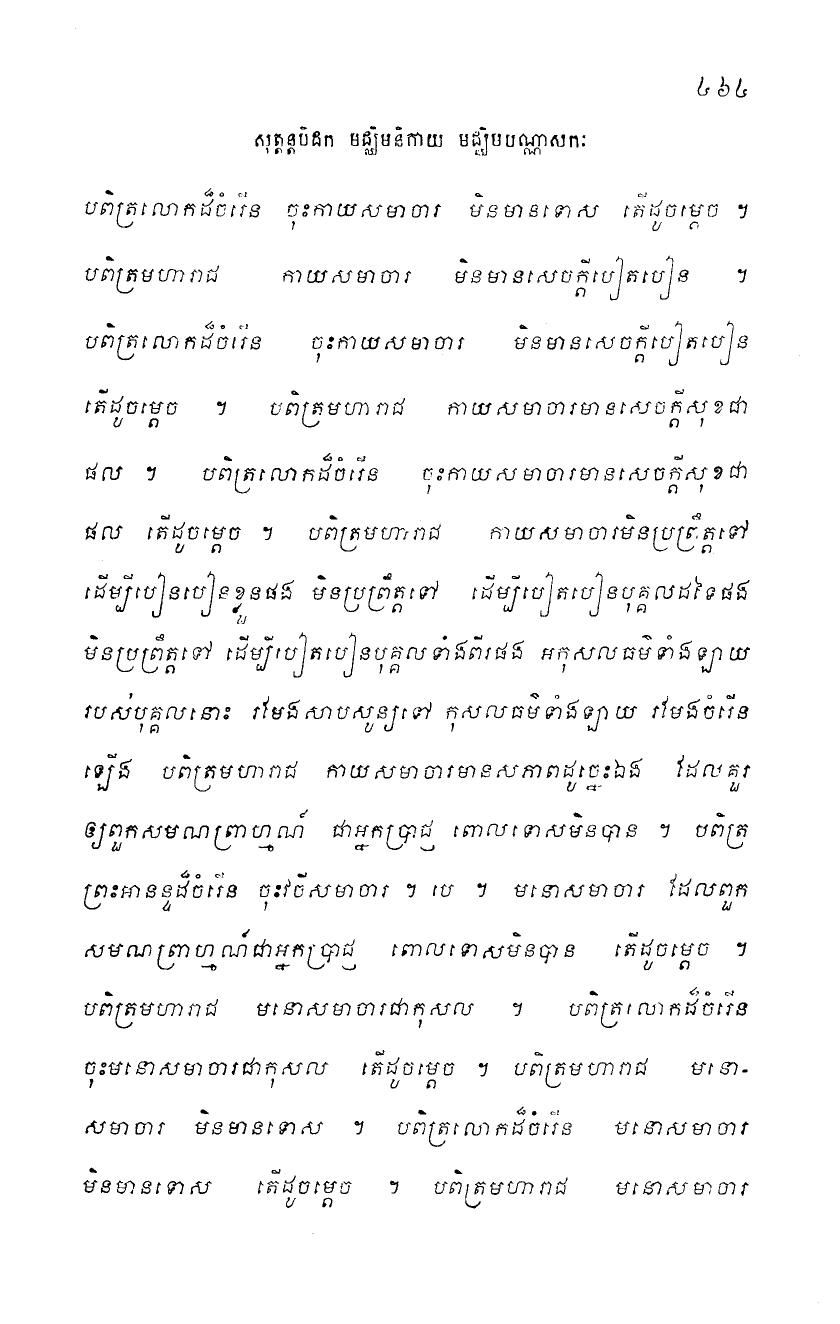 ៤៦៤
សុត្តន្តបិដក មជ្ឈិមនិកាយ មជ្ឈិមបណ្ណាសកៈ
បពិត្រលោកដ៏ចំរើន ចុះកាយសមាចារ មិនមានទោស តើដូចម្តេច ។
បពិត្រមហារាជ កាយសមាចារ មិនមានសេចក្តីបៀតបៀន ។
បពិត្រលោកដ៏ចំរើន ចុះកាយសមាចារ មិនមានសេចក្តីបៀតបៀន
តើដូចម្តេច ។ បពិត្រមហារាជ កាយសមាចារមានសេចក្តីសុខជា
ផល ។ បពិត្រលោកដ៏ចំរើន ចុះកាយសមាចារមានសេចក្តីសុខជា
ផល តើដូចម្តេច ។ បពិត្រមហារាជ កាយសមាចារមិនប្រព្រឹត្តទៅ
ដើម្បីបៀនបៀនខ្លួនផង មិនប្រព្រឹត្តទៅ ដើម្បីបៀតបៀនបុគ្គលដទៃផង
មិនប្រព្រឹត្តទៅ ដើម្បីបៀតបៀនបុគ្គលទាំងពីរផង អកុសលធម៌ទាំងឡាយ
របស់បុគ្គលនោះ រមែងសាបសូន្យទៅ កុសលធម៌ទាំងឡាយ រមែងចំរើន
ឡើង បពិត្រមហារាជ កាយសមាចារមានសភាពដូច្នេះឯង ដែលគួរ
ឲ្យពួកសមណព្រាហ្មណ៍ ជាអ្នកប្រាជ្ញ ពោលទោសមិនបាន ។ បពិត្រ
ព្រះអានន្ទដ៏ចំរើន ចុះវចីសមាចារ ។ បេ ។ មនោសមាចារ ដែលពួក
សមណព្រាហ្មណ៍ជាអ្នកប្រាជ្ញ ពោលទោសមិនបាន តើដូចម្តេច ។
បពិត្រមហារាជ មនោសមាចារជាកុសល ។ បពិត្រលោកដ៏ចំរើន
ចុះមនោសមាចារជាកុសល តើដូចម្តេច ។ បពិត្រមហារាជ មនោ-
សមាចារ មិនមានទោស ។ បពិត្រលោកដ៏ចំរើន មនោសមាចារ
មិនមានទោស តើដូចម្តេច ។ បពិត្រមហារាជ មនោសមាចារ